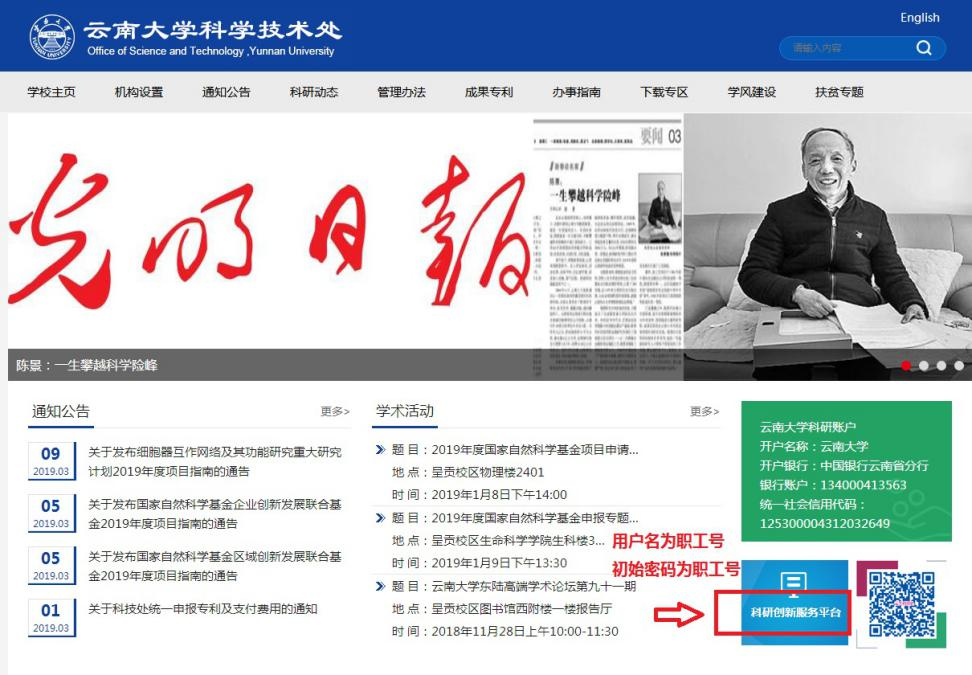 云南大学科学技术处
Office of Science and Technology ,Yunnan University
English
请输入内容
学校主页 机构设置 通知公告 科研动态 管理办法 成果专利 办事指南 下载专区 学风建设 扶贫专题
光明日报
要闻 03
陈景：
一生攀越科学险峰
陈景：一生攀越科学险峰
通知公告 更多>
09
2019.03
关于发布细胞器互作网络及其功能研究重大研究
计划2019年度项目指南的通告
05
2019.03
关于发布国家自然科学基金企业创新发展联合基
金2019年度项目指南的通告
05
2019.03
关于发布国家自然科学基金区域创新发展联合基
金2019年度项目指南的通告
01
2019.03
关于科技处统一申报专利及支付费用的通知
学术活动 更多>
题 目：2019年度国家自然科学基金项目申请...
地 点：呈贡校区物理楼2401
时 间：2019年1月8日下午14:00
题 目：2019年度国家自然科学基金申报专题...
地 点：呈贡校区生命科学学院生科楼3...
时 间：2019年1月9日下午13:30
题 目：云南大学东陆高端学术论坛第九十一期
地 点：呈贡校区图书馆西附楼一楼报告厅
时 间：2018年11月28日上午10:00-11:30
云南大学科研账户
开户名称：云南大学
开户银行：中国银行云南省分行
银行账户：134000413563
统一社会信用代码：
125300004312032649
用户名为职工号
初始密码为职工号
科研创新服务平台